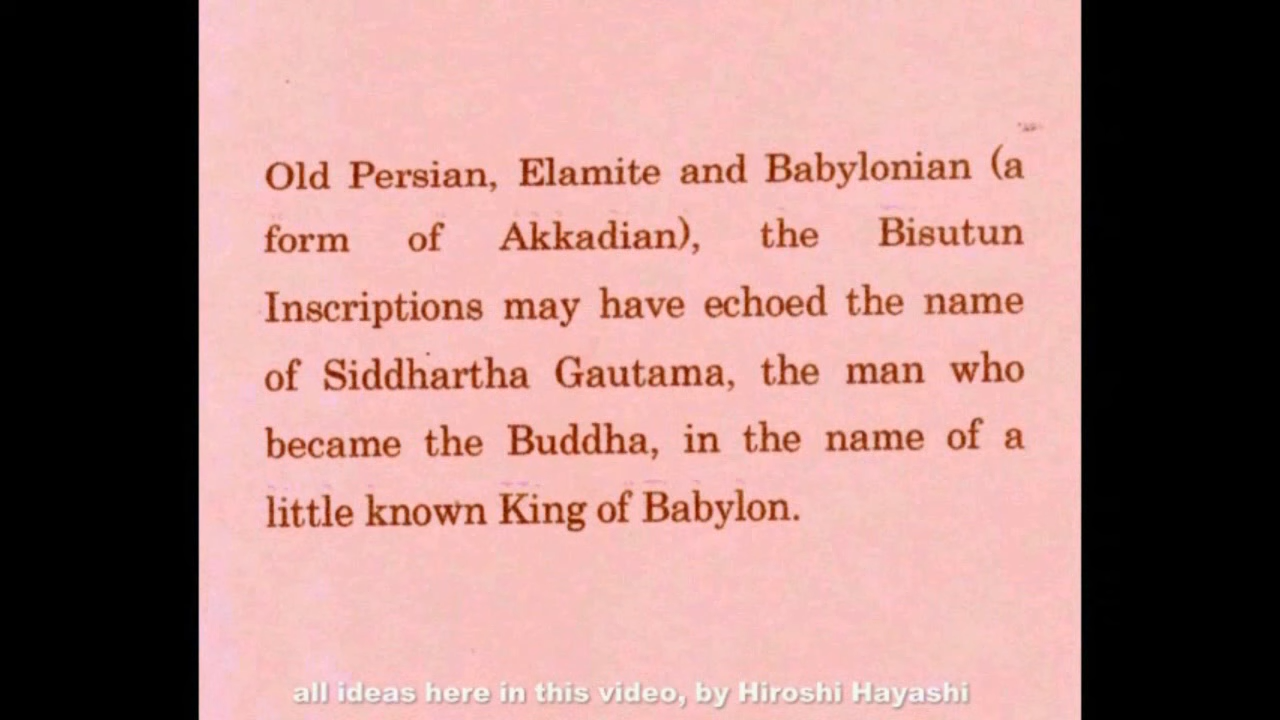 Old Persian, Elamite and Babylonian (a
form of Akkadian), the Bisutun
Inscriptions may have echoed the name
of Siddhartha Gautama, the man who
became the Buddha, in the name of a
little known King of Babylon.
all ideas here in this video, by Hiroshi Hayashi